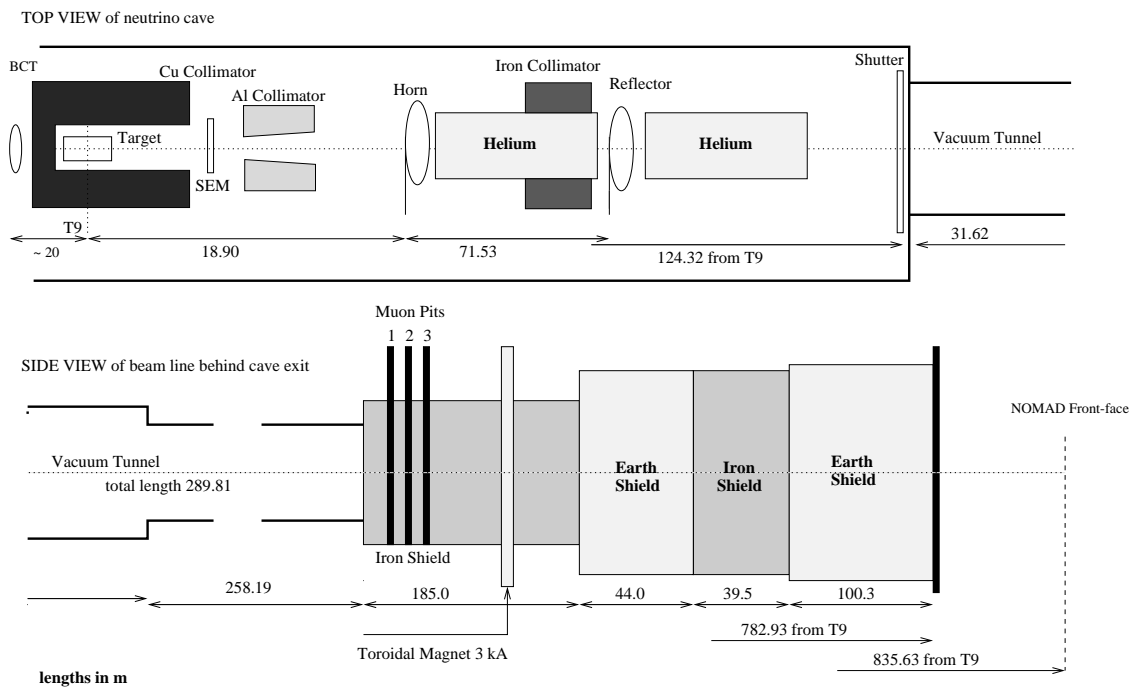 TOP VIEW of neutrino cave
BCT
Cu Collimator
Al Collimator
Horn
Iron Collimator
Reflector
Shutter
Target
Helium
Helium
Vacuum Tunnel
SEM
T9
~ 20
18.90
71.53
124.32 from T9
31.62
Muon Pits
1 2 3
SIDE VIEW of beam line behind cave exit
NOMAD Front-face
Vacuum Tunnel
total length 289.81
Earth
Shield
Iron
Shield
Earth
Shield
Iron Shield
258.19
185.0
44.0
39.5
100.3
782.93 from T9
Toroidal Magnet 3 kA
835.63 from T9
lengths in m